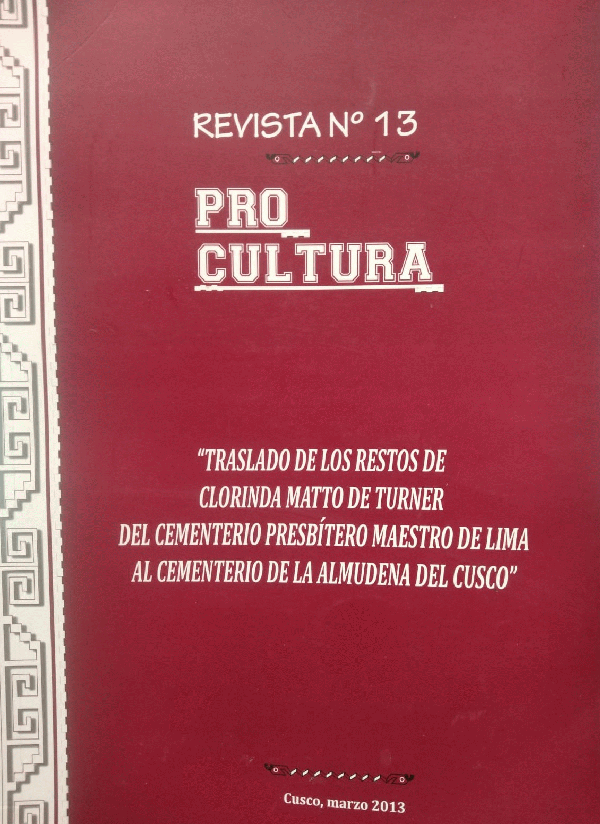 REVISTA Nº 13
PRO
CULTURA
“TRASLADO DE LOS RESTOS DE
CLORINDA MATTO DE TURNER
DEL CEMENTERIO PRESBÍTERO MAESTRO DE LIMA
AL CEMENTERIO DE LA ALMUDENA DEL CUSCO”
Cusco, marzo 2013